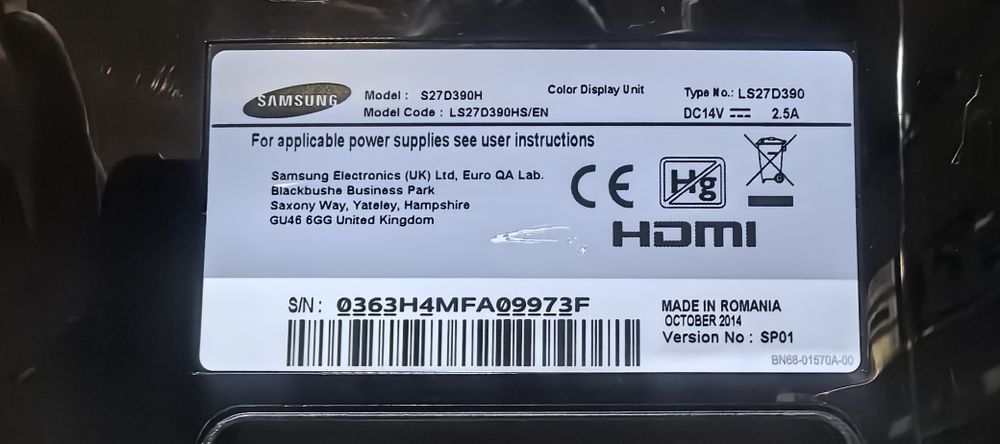 SAMSUNG
Model : S27D390H
Color Display Unit
Type No.: LS27D390
Model Code : LS27D390HS/EN
DC14V 2.5A
For applicable power supplies see user instructions
Samsung Electronics (UK) Ltd, Euro QA Lab.
Blackbushe Business Park
Saxony Way, Yateley, Hampshire
GU46 6GG United Kingdom
CE
Hg
HDMI
S/N : 0363H4MFA09973F
MADE IN ROMANIA
OCTOBER 2014
Version No : SP01
BN68-01570A-00